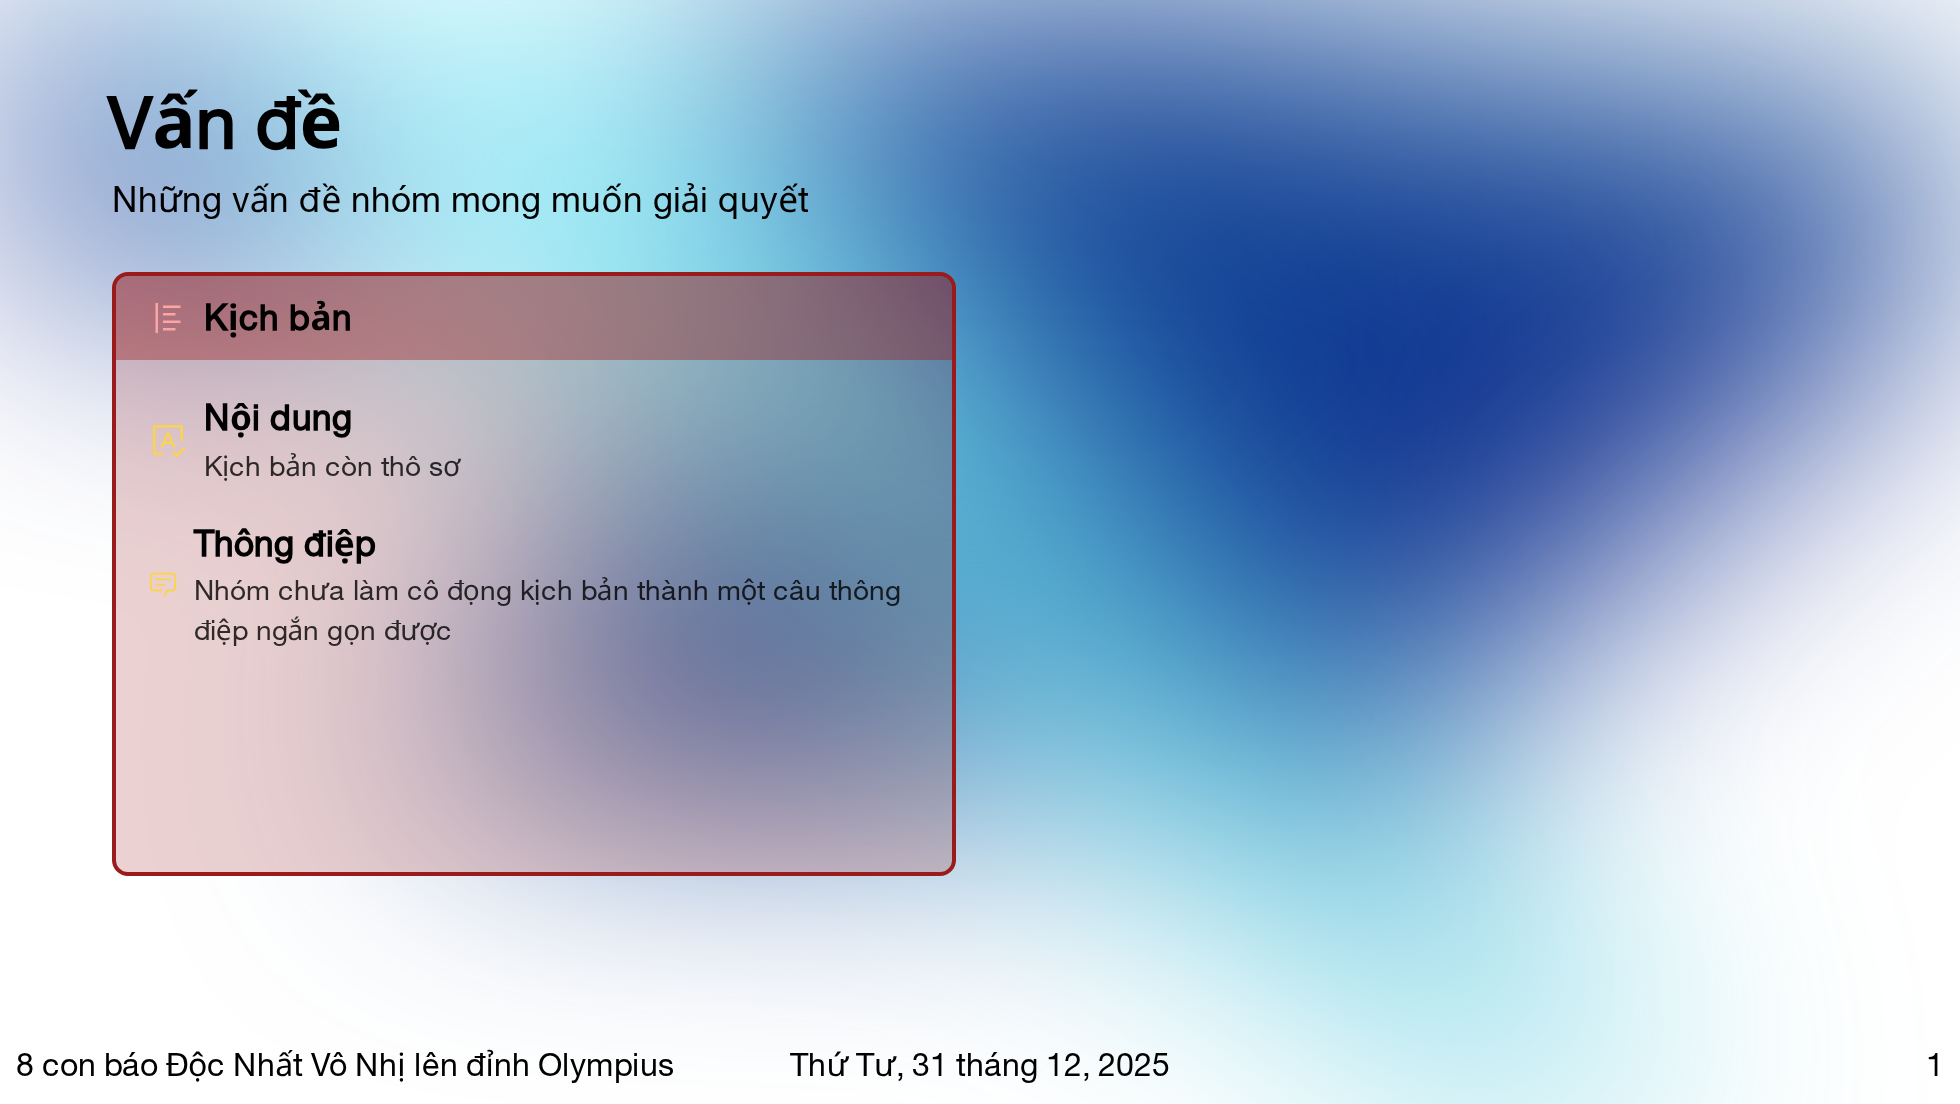 Vấn đề
Những vấn đề nhóm mong muốn giải quyết
Kịch bản
Nội dung
Kịch bản còn thô sơ
Thông điệp
Nhóm chưa làm cô đọng kịch bản thành một câu thông
điệp ngắn gọn được
8 con báo Độc Nhất Vô Nhị lên đỉnh Olympius
Thứ Tư, 31 tháng 12, 2025
1